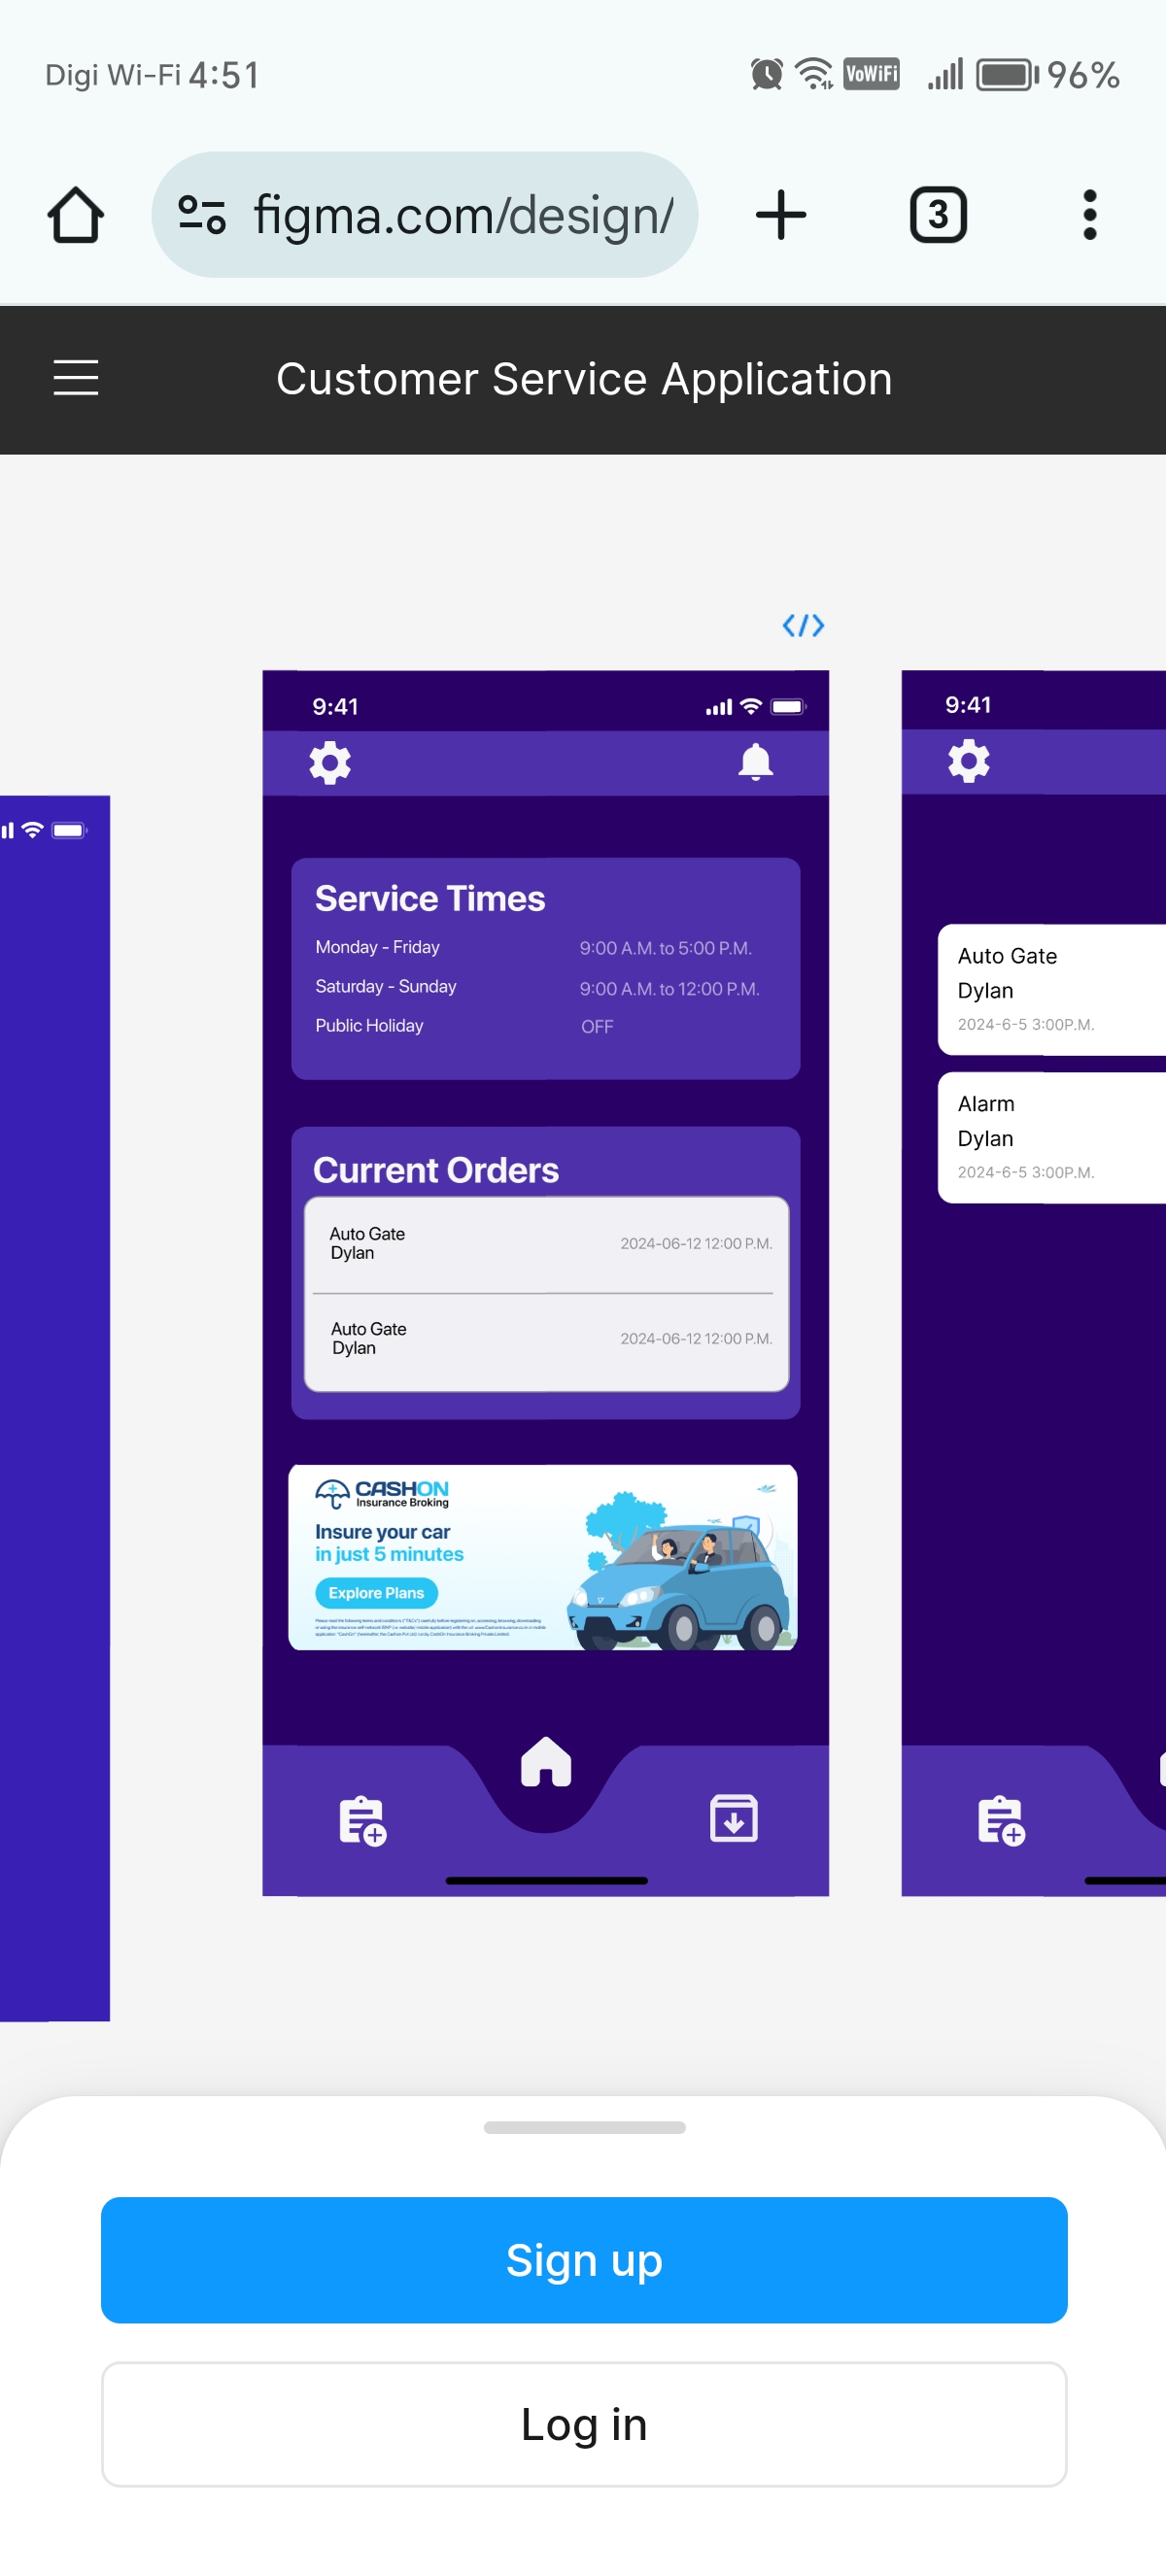 Digi Wi-Fi 4:51
VoWiFi
96%
figma.com/design/
3
Customer Service Application
9:41
Service Times
Monday - Friday 9:00 A.M. to 5:00 P.M.
Saturday - Sunday 9:00 A.M. to 12:00 P.M.
Public Holiday OFF
Current Orders
Auto Gate
Dylan
2024-06-12 12:00 P.M.
Auto Gate
Dylan
2024-06-12 12:00 P.M.
CASHON
Insurance Broking
Insure your car
in just 5 minutes
Explore Plans
9:41
Auto Gate
Dylan
2024-6-5 3:00P.M.
Alarm
Dylan
2024-6-5 3:00P.M.
Sign up
Log in